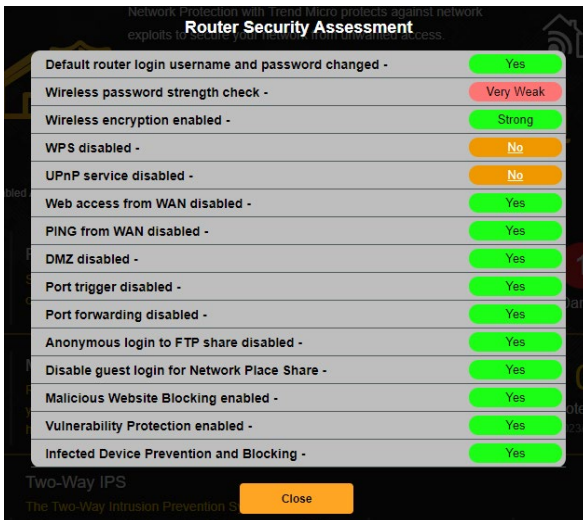 Network Protection with Trend Micro protects against network
exploits to secure your network from unwanted access.
Router Security Assessment
Default router login username and password changed - Yes
Wireless password strength check - Very Weak
Wireless encryption enabled - Strong
WPS disabled - No
UPnP service disabled - No
Web access from WAN disabled - Yes
PING from WAN disabled - Yes
DMZ disabled - Yes
Port trigger disabled - Yes
Port forwarding disabled - Yes
Anonymous login to FTP share disabled - Yes
Disable guest login for Network Place Share - Yes
Malicious Website Blocking enabled - Yes
Vulnerability Protection enabled - Yes
Infected Device Prevention and Blocking - Yes
Two-Way IPS
The Two-Way Intrusion Prevention S
Close